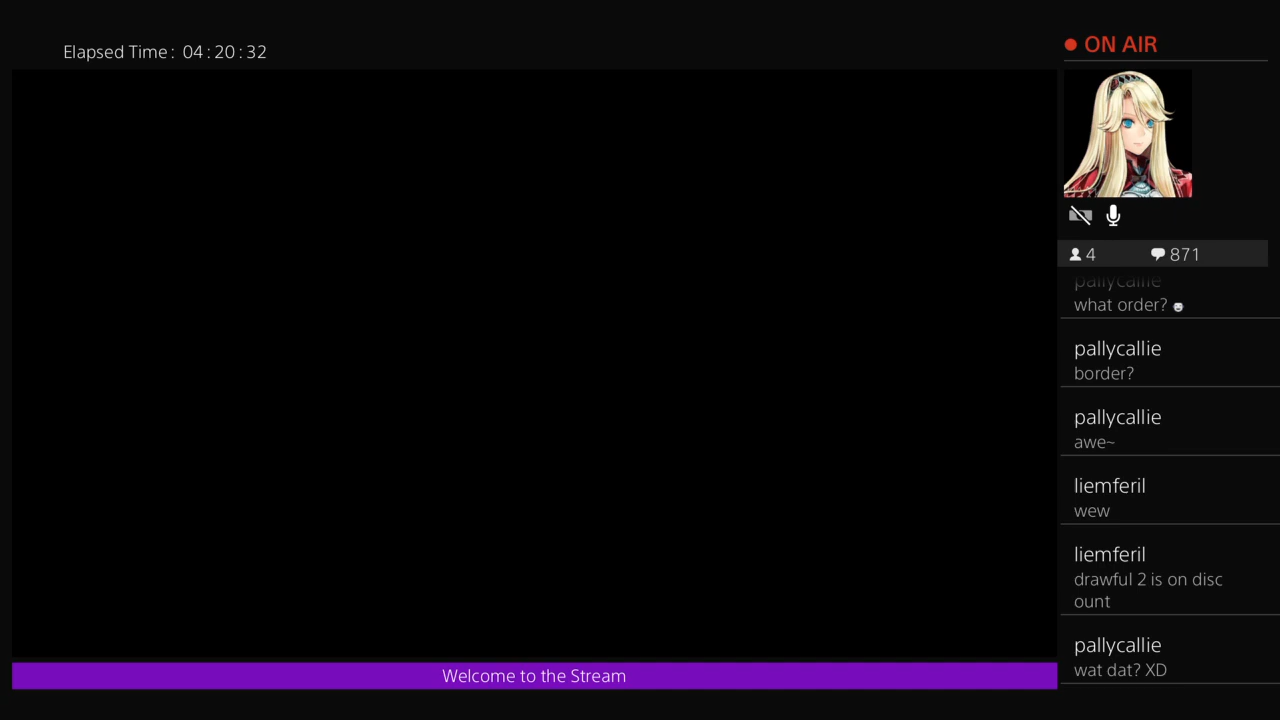 Elapsed Time: 04:20:32
ON AIR
4 871
pallycallie
what order?
pallycallie
border?
pallycallie
awe~
liemferil
wew
liemferil
drawful 2 is on disc
ount
pallycallie
wat dat? XD
Welcome to the Stream